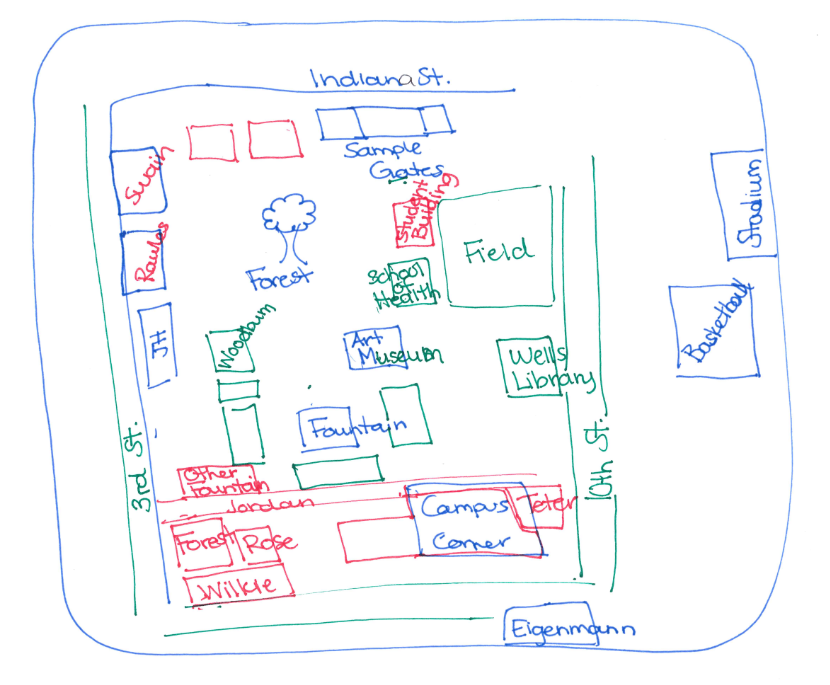 Indiana St.
Sample
Gates
Swain
Student
Building
Stadium
Rawles
Field
Forest
School
of
Health
Basketball
JH
Woodburn
Art
Museum
Wells
Library
Fountain
3rd St.
10th St.
Other
Fountain
Jordan
Campus
Corner
Teter
Forest
Rose
Wilkie
Eigenmann